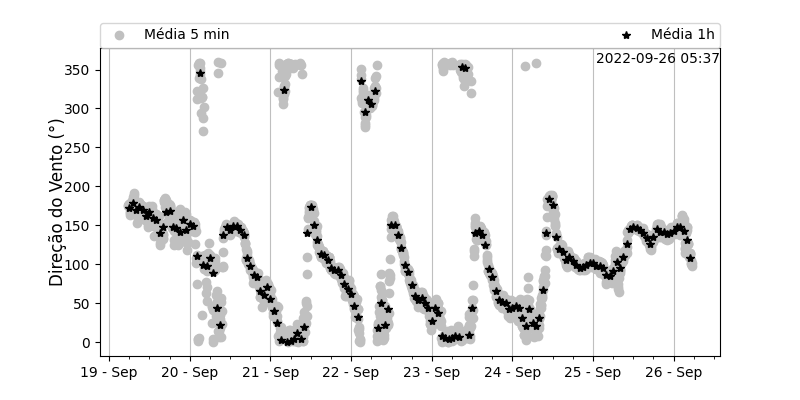 Média 5 min
Média 1h
2022-09-26 05:37
Direção do Vento (°)
350
300
250
200
150
100
50
0
19 - Sep
20 - Sep
21 - Sep
22 - Sep
23 - Sep
24 - Sep
25 - Sep
26 - Sep